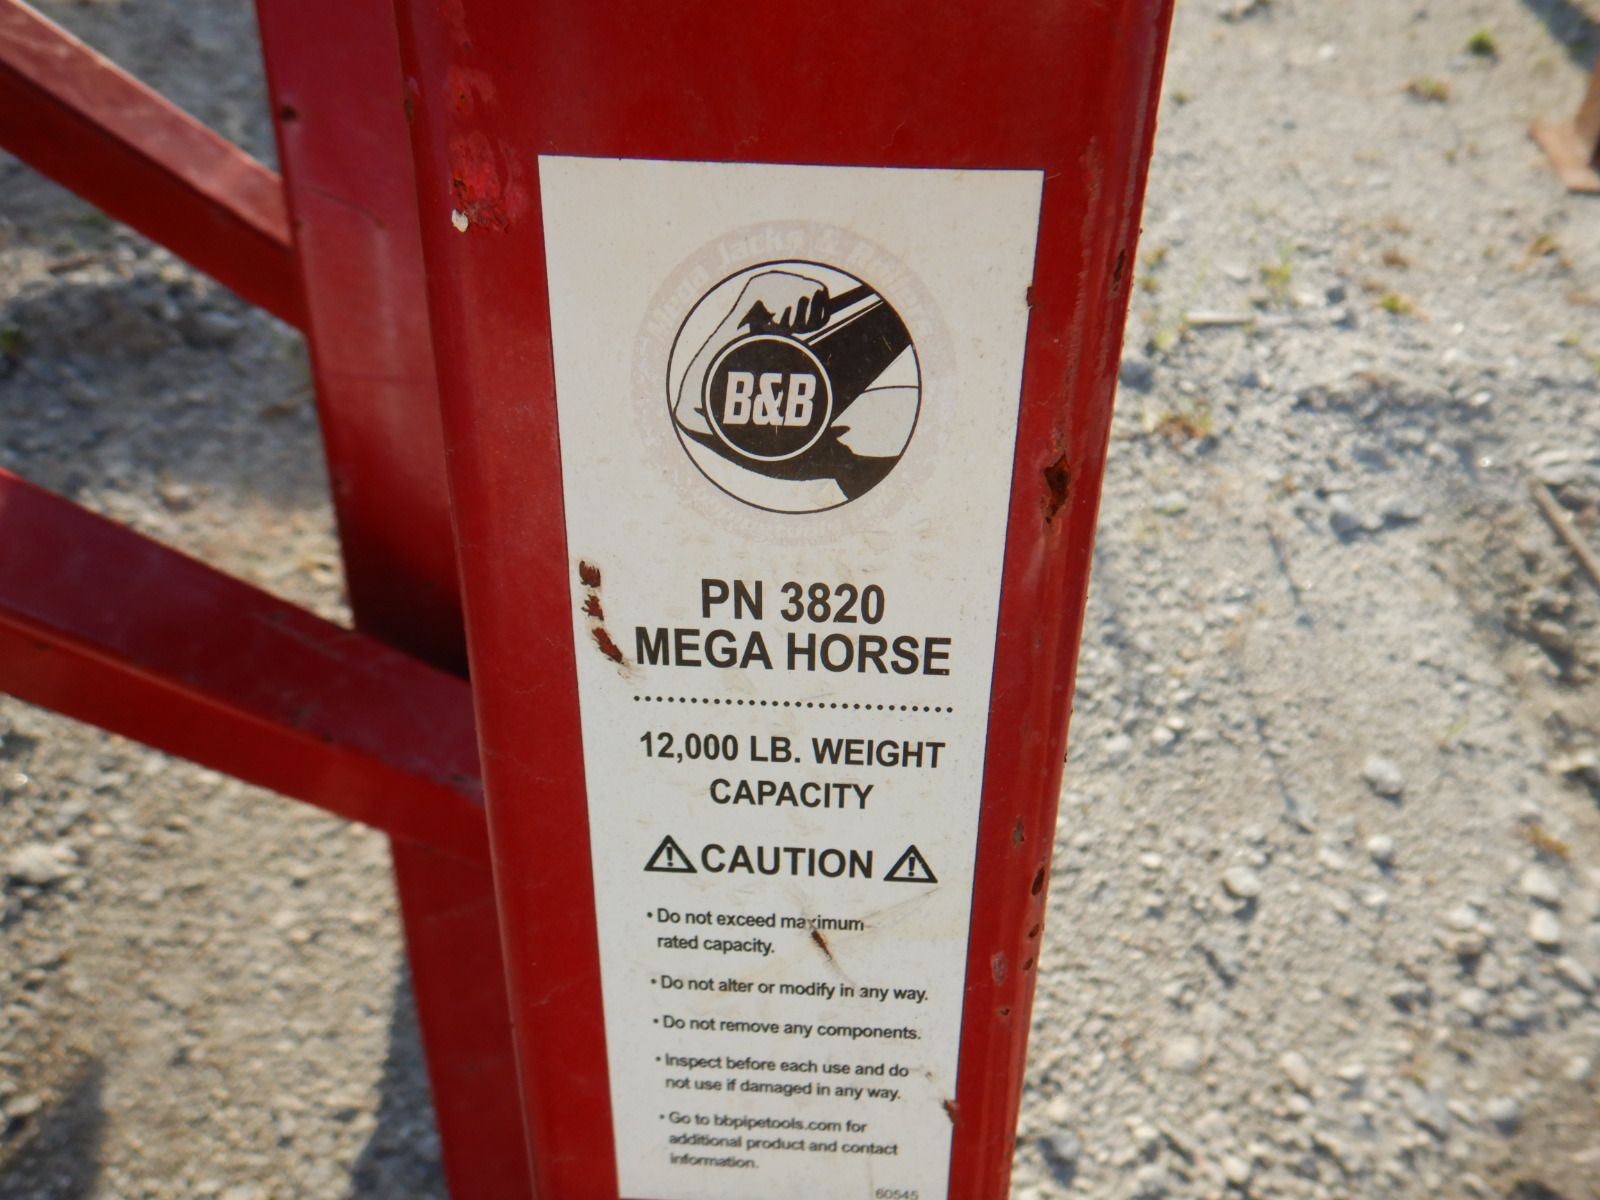 B&B
PN 3820
MEGA HORSE
12,000 LB. WEIGHT
CAPACITY
CAUTION
• Do not exceed maximum
rated capacity.
• Do not alter or modify in any way.
• Do not remove any components.
• Inspect before each use and do
not use if damaged in any way.
• Go to bbpipetools.com for
additional product and contact
information.
60545